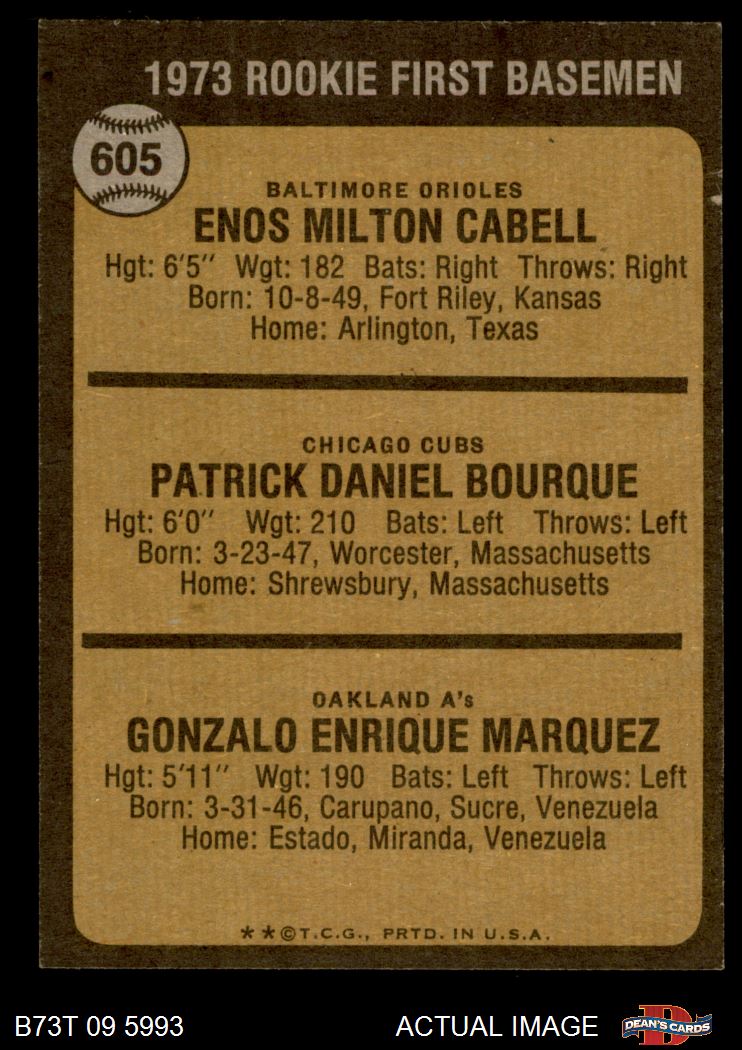 1973 ROOKIE FIRST BASEMEN
605
BALTIMORE ORIOLES
ENOS MILTON CABELL
Hgt: 6'5" Wgt: 182 Bats: Right Throws: Right
Born: 10-8-49, Fort Riley, Kansas
Home: Arlington, Texas
CHICAGO CUBS
PATRICK DANIEL BOURQUE
Hgt: 6'0" Wgt: 210 Bats: Left Throws: Left
Born: 3-23-47, Worcester, Massachusetts
Home: Shrewsbury, Massachusetts
OAKLAND A's
GONZALO ENRIQUE MARQUEZ
Hgt: 5'11" Wgt: 190 Bats: Left Throws: Left
Born: 3-31-46, Carupano, Sucre, Venezuela
Home: Estado, Miranda, Venezuela
**©T.C.G., PRTD. IN U.S.A.
B73T 09 5993
ACTUAL IMAGE
D
DEAN'S CARDS